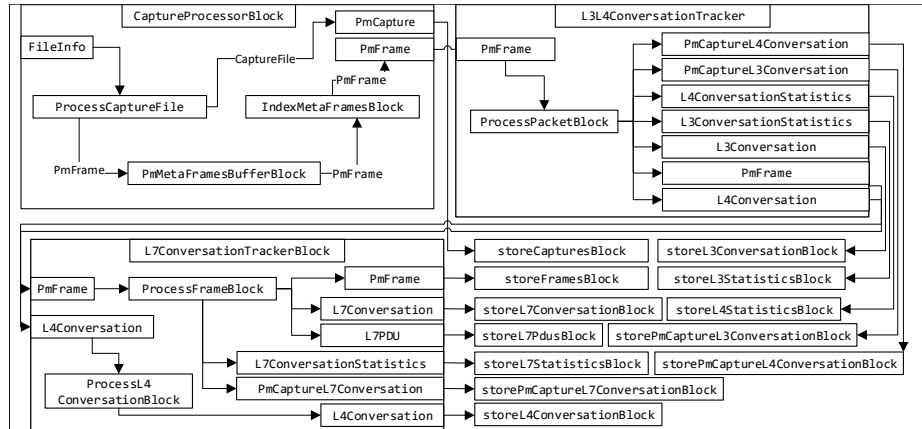 CaptureProcessorBlock
FileInfo
PmCapture
PmFrame
CaptureFile
PmFrame
ProcessCaptureFile
IndexMetaFramesBlock
PmFrame
PmMetaFramesBufferBlock
PmFrame
L3L4ConversationTracker
PmFrame
ProcessPacketBlock
PmCaptureL4Conversation
PmCaptureL3Conversation
L4ConversationStatistics
L3ConversationStatistics
L3Conversation
PmFrame
L4Conversation
L7ConversationTrackerBlock
PmFrame
ProcessFrameBlock
PmFrame
L7Conversation
L4Conversation
L7PDU
L7ConversationStatistics
ProcessL4
ConversationBlock
PmCaptureL7Conversation
L4Conversation
storeCapturesBlock
storeL3ConversationBlock
storeFramesBlock
storeL3StatisticsBlock
storeL7ConversationBlock
storeL4StatisticsBlock
storeL7PdusBlock
storePmCaptureL3ConversationBlock
storeL7StatisticsBlock
storePmCaptureL4ConversationBlock
storePmCaptureL7ConversationBlock
storeL4ConversationBlock